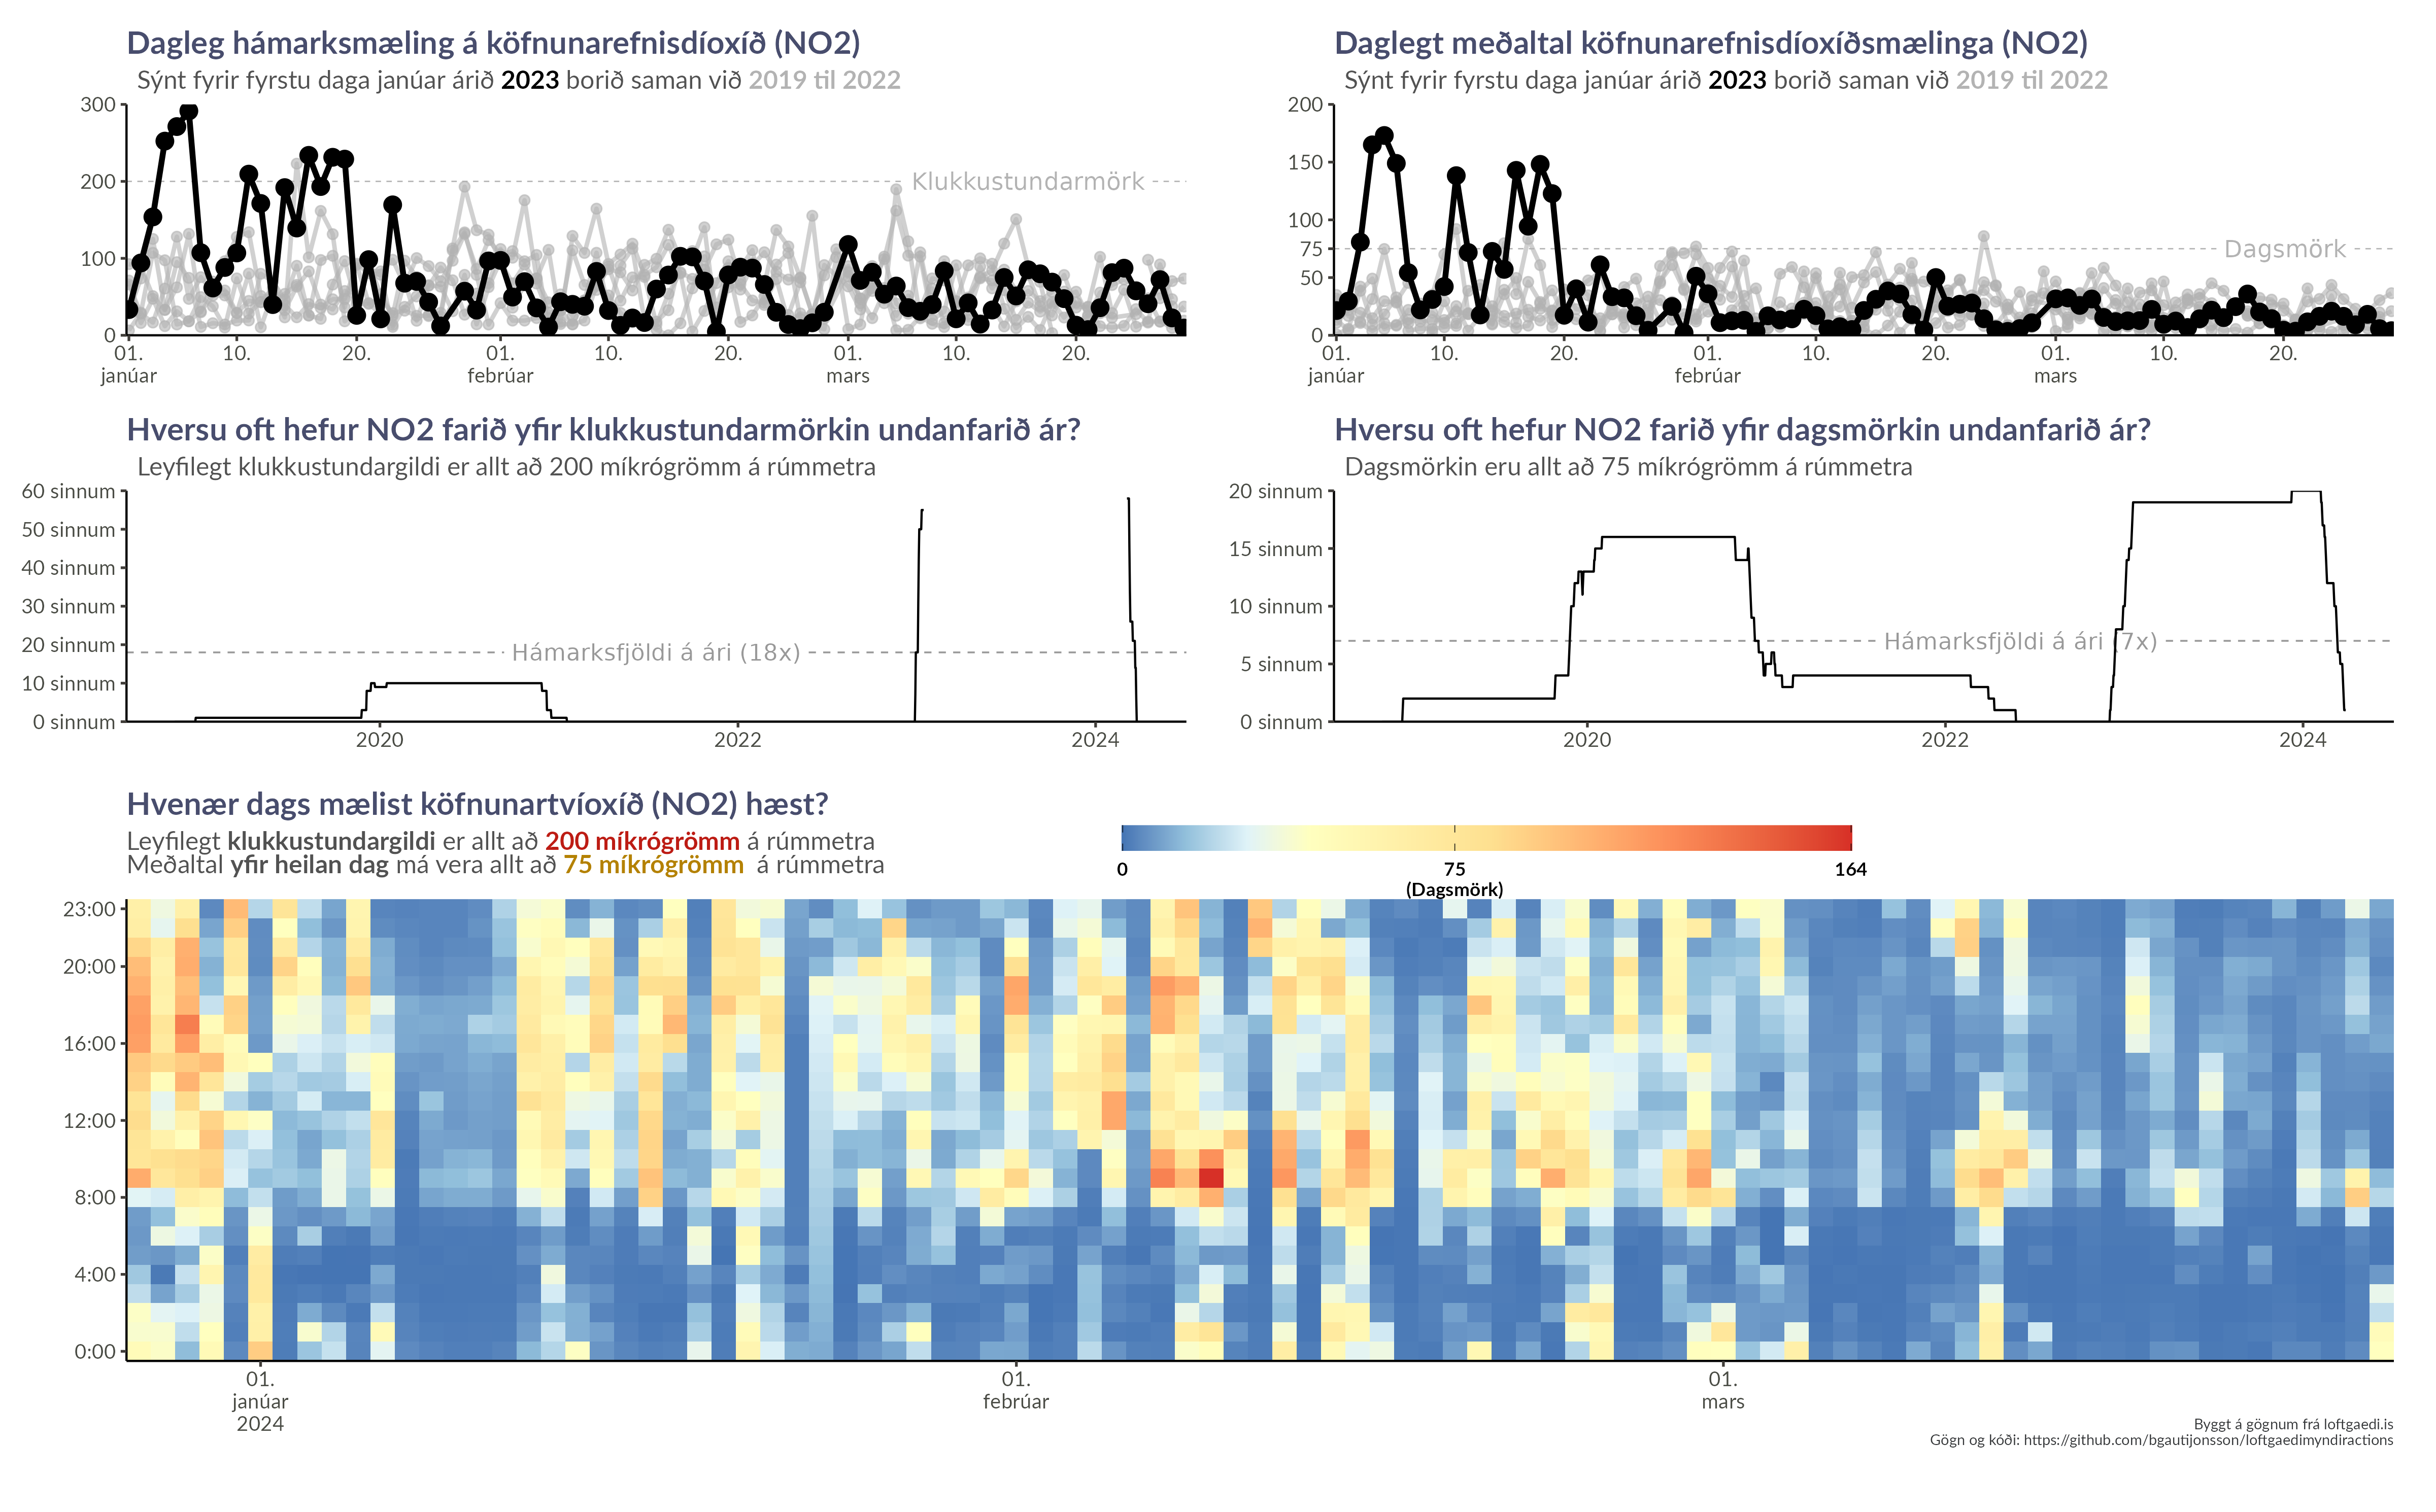 Dagleg hámarksmæling á köfnunarefnisdíoxíð (NO2)
Sýnt fyrir fyrstu daga janúar árið 2023 borið saman við 2019 til 2022
300
200
100
0
Klukkustundarmörk
01. 10. 20. 01. 10. 20. 01. 10. 20.
janúar febrúar mars
Daglegt meðaltal köfnunarefnisdíoxíðsmælinga (NO2)
Sýnt fyrir fyrstu daga janúar árið 2023 borið saman við 2019 til 2022
200
150
100
75
50
0
Dagsmörk
01. 10. 20. 01. 10. 20. 01. 10. 20.
janúar febrúar mars
Hversu oft hefur NO2 farið yfir klukkustundarmörkin undanfarið ár?
Leyfilegt klukkustundargildi er allt að 200 míkrógrömm á rúmmetra
60 sinnum
50 sinnum
40 sinnum
30 sinnum
20 sinnum
10 sinnum
0 sinnum
Hámarksfjöldi á ári (18x)
2020 2022 2024
Hversu oft hefur NO2 farið yfir dagsmörkin undanfarið ár?
Dagsmörkin eru allt að 75 míkrógrömm á rúmmetra
20 sinnum
15 sinnum
10 sinnum
5 sinnum
0 sinnum
Hámarksfjöldi á ári (7x)
2020 2022 2024
Hvenær dags mælist köfnunartvíoxíð (NO2) hæst?
Leyfilegt klukkustundargildi er allt að 200 míkrógrömm á rúmmetra
Meðaltal yfir heilan dag má vera allt að 75 míkrógrömm á rúmmetra
0 75 164
(Dagsmörk)
23:00
20:00
16:00
12:00
8:00
4:00
0:00
01. 01. 01.
janúar febrúar mars
2024
Byggt á gögnum frá loftgaedi.is
Gögn og kóði: https://github.com/bgautijonsson/loftgaedimyndiractions